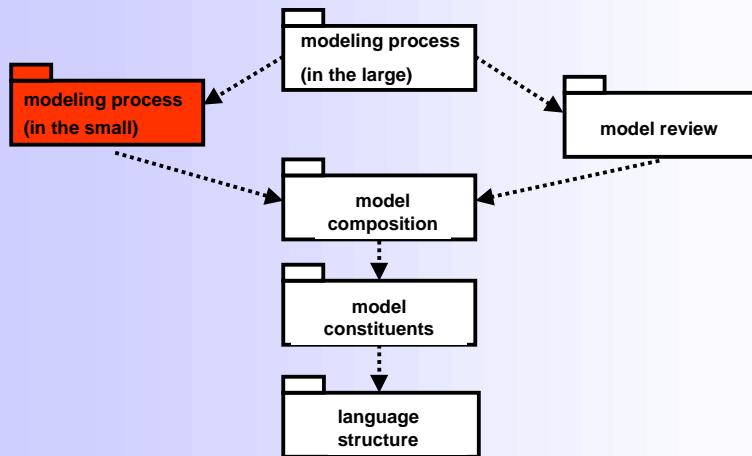 modeling process
(in the large)
modeling process
(in the small)
model review
model
composition
model
constituents
language
structure